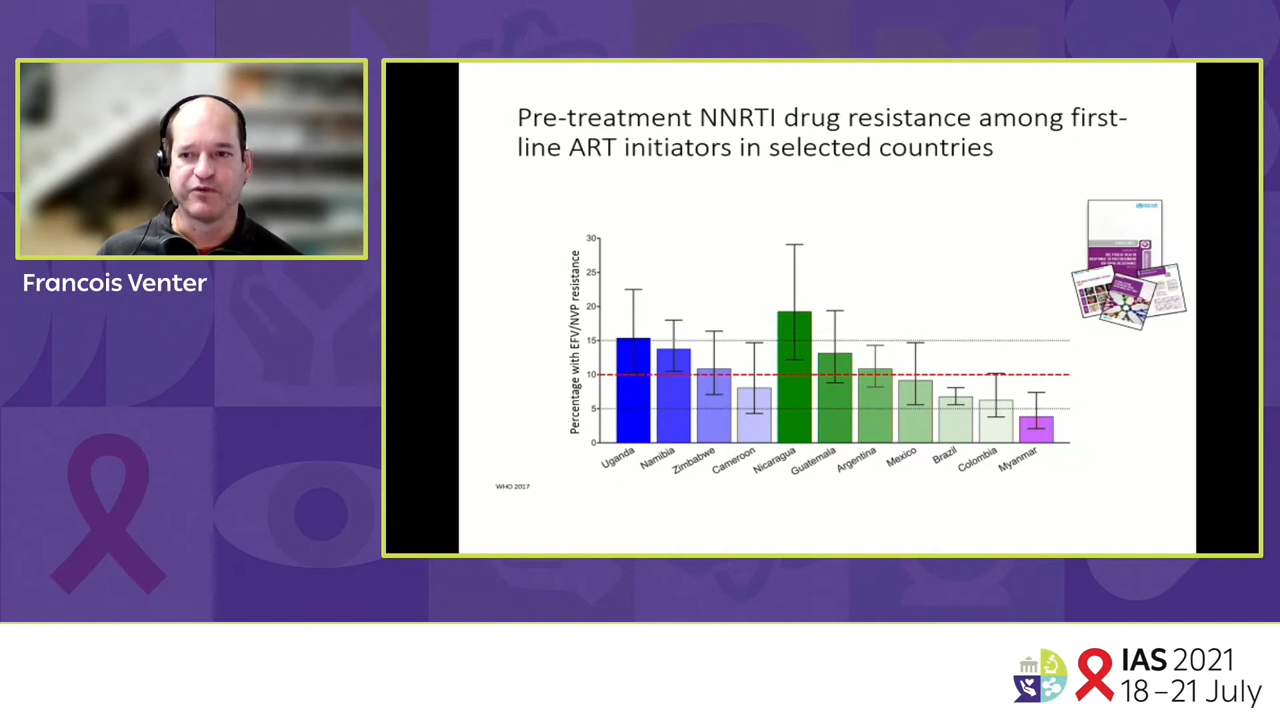 Francois Venter
Pre-treatment NNRTI drug resistance among first-
line ART initiators in selected countries
Percentage with EFV/NVP resistance
30
25
20
15
10
5
0
Uganda
Namibia
Zimbabwe
Cameroon
Nicaragua
Guatemala
Argentina
Mexico
Brazil
Colombia
Myanmar
WHO 2017
IAS 2021
18–21 July